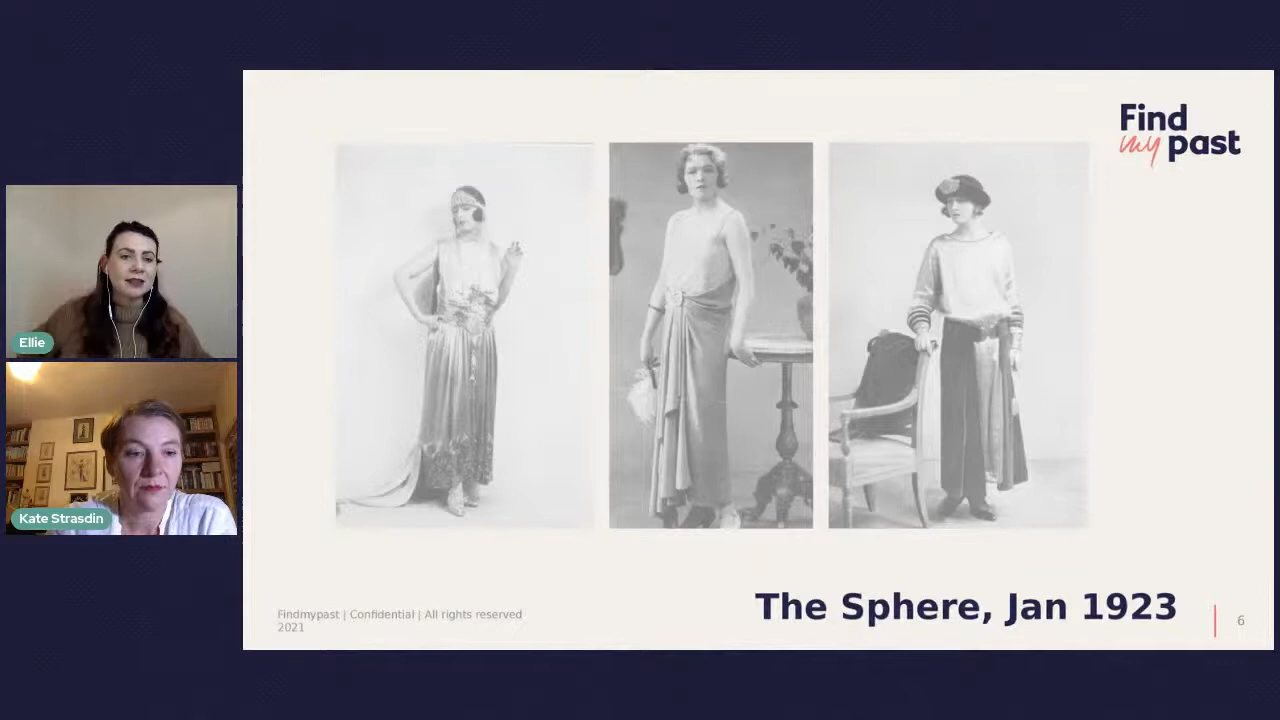 Find
my past
Ellie
Kate Strasdin
The Sphere, Jan 1923
Findmypast | Confidential | All rights reserved
2021
6